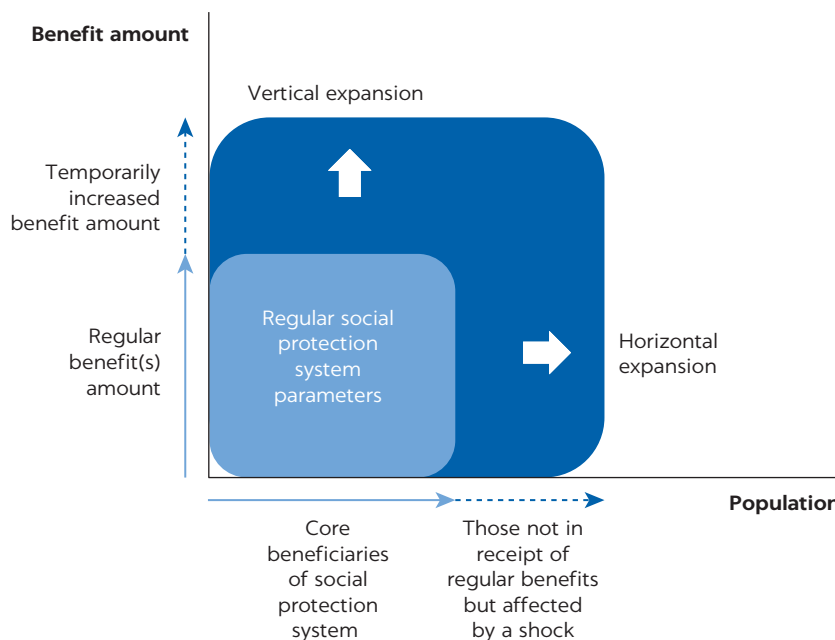 Benefit amount
Vertical expansion
Temporarily
increased
benefit amount
Regular
benefit(s)
amount
Regular social
protection
system
parameters
Horizontal
expansion
Population
Core
beneficiaries
of social
protection
system
Those not in
receipt of
regular benefits
but affected
by a shock